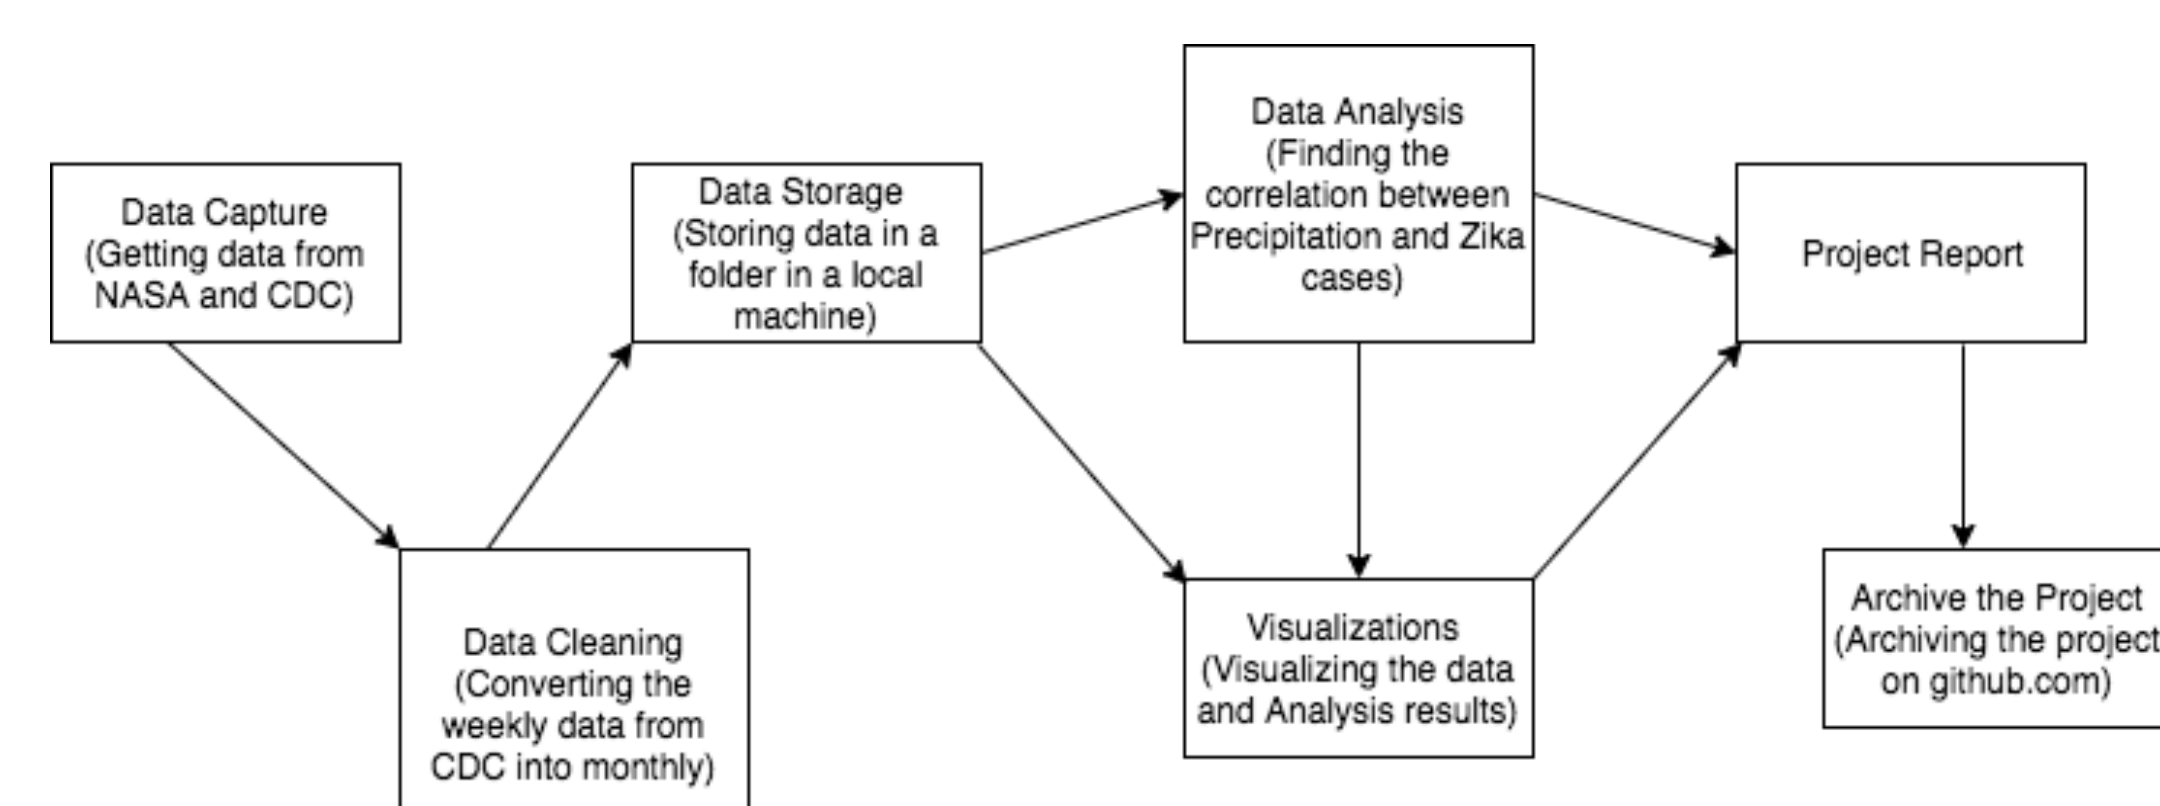 Data Capture
(Getting data from
NASA and CDC)
Data Cleaning
(Converting the
weekly data from
CDC into monthly)
Data Storage
(Storing data in a
folder in a local
machine)
Data Analysis
(Finding the
correlation between
Precipitation and Zika
cases)
Visualizations
(Visualizing the data
and Analysis results)
Project Report
Archive the Project
(Archiving the project
on github.com)